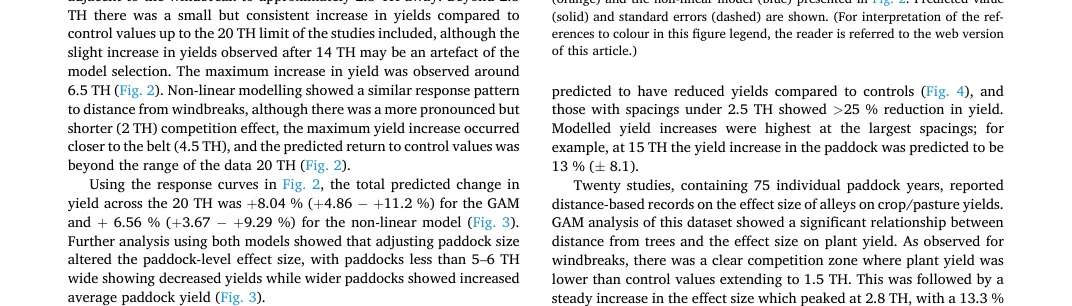 TH there was a small but consistent increase in yields compared to
control values up to the 20 TH limit of the studies included, although the
slight increase in yields observed after 14 TH may be an artefact of the
model selection. The maximum increase in yield was observed around
6.5 TH (Fig. 2). Non-linear modelling showed a similar response pattern
to distance from windbreaks, although there was a more pronounced but
shorter (2 TH) competition effect, the maximum yield increase occurred
closer to the belt (4.5 TH), and the predicted return to control values was
beyond the range of the data 20 TH (Fig. 2).
Using the response curves in Fig. 2, the total predicted change in
yield across the 20 TH was +8.04 % (+4.86 − +11.2 %) for the GAM
and + 6.56 % (+3.67 − +9.29 %) for the non-linear model (Fig. 3).
Further analysis using both models showed that adjusting paddock size
altered the paddock-level effect size, with paddocks less than 5–6 TH
wide showing decreased yields while wider paddocks showed increased
average paddock yield (Fig. 3).
(orange) and the non-linear model (blue) presented in Fig. 2. Predicted value
(solid) and standard errors (dashed) are shown. (For interpretation of the ref-
erences to colour in this figure legend, the reader is referred to the web version
of this article.)
predicted to have reduced yields compared to controls (Fig. 4), and
those with spacings under 2.5 TH showed >25 % reduction in yield.
Modelled yield increases were highest at the largest spacings; for
example, at 15 TH the yield increase in the paddock was predicted to be
13 % (± 8.1).
Twenty studies, containing 75 individual paddock years, reported
distance-based records on the effect size of alleys on crop/pasture yields.
GAM analysis of this dataset showed a significant relationship between
distance from trees and the effect size on plant yield. As observed for
windbreaks, there was a clear competition zone where plant yield was
lower than control values extending to 1.5 TH. This was followed by a
steady increase in the effect size which peaked at 2.8 TH, with a 13.3 %